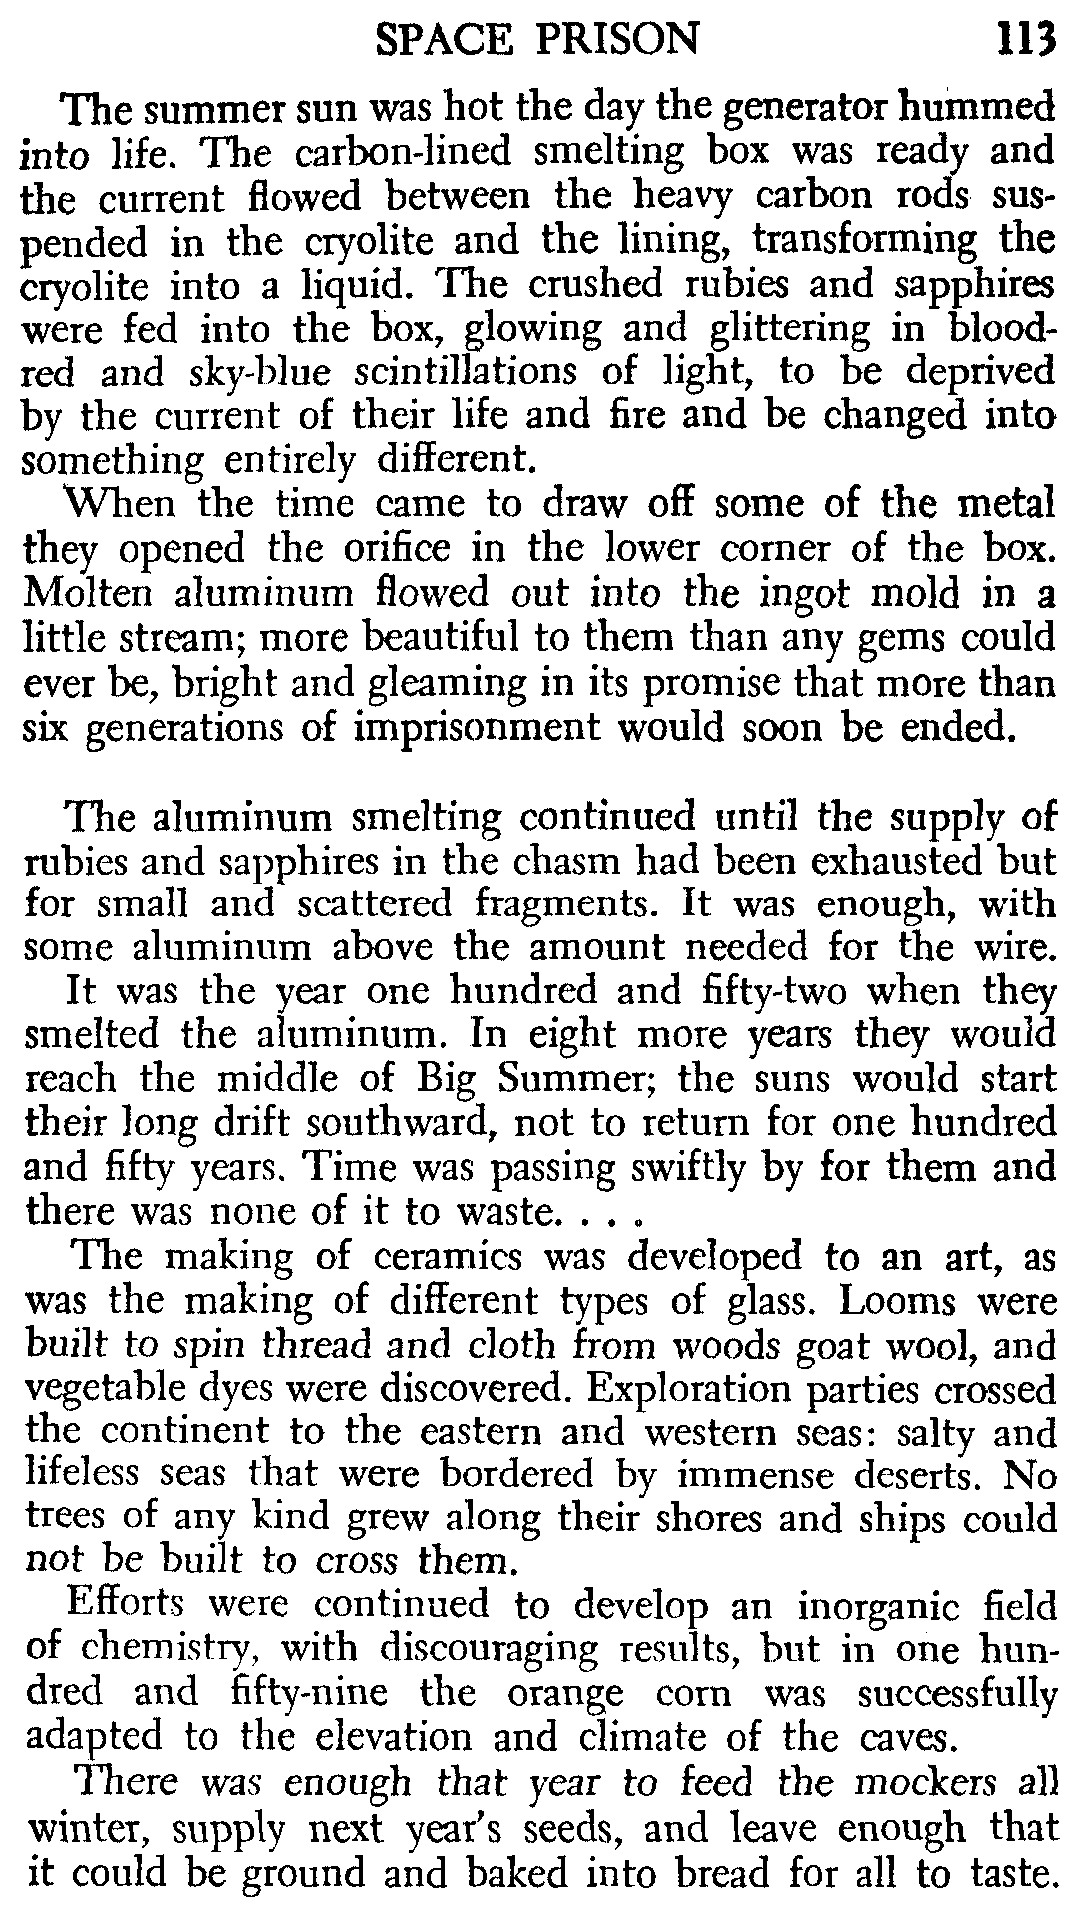 SPACE PRISON 113
The summer sun was hot the day the generator hummed
into life. The carbon-lined smelting box was ready and
the current flowed between the heavy carbon rods sus-
pended in the cryolite and the lining, transforming the
cryolite into a liquid. The crushed rubies and sapphires
were fed into the box, glowing and glittering in blood-
red and sky-blue scintillations of light, to be deprived
by the current of their life and fire and be changed into
something entirely different.
When the time came to draw off some of the metal
they opened the orifice in the lower corner of the box.
Molten aluminum flowed out into the ingot mold in a
little stream; more beautiful to them than any gems could
ever be, bright and gleaming in its promise that more than
six generations of imprisonment would soon be ended.
The aluminum smelting continued until the supply of
rubies and sapphires in the chasm had been exhausted but
for small and scattered fragments. It was enough, with
some aluminum above the amount needed for the wire.
It was the year one hundred and fifty-two when they
smelted the aluminum. In eight more years they would
reach the middle of Big Summer; the suns would start
their long drift southward, not to return for one hundred
and fifty years. Time was passing swiftly by for them and
there was none of it to waste. . . .
The making of ceramics was developed to an art, as
was the making of different types of glass. Looms were
built to spin thread and cloth from woods goat wool, and
vegetable dyes were discovered. Exploration parties crossed
the continent to the eastern and western seas: salty and
lifeless seas that were bordered by immense deserts. No
trees of any kind grew along their shores and ships could
not be built to cross them.
Efforts were continued to develop an inorganic field
of chemistry, with discouraging results, but in one hun-
dred and fifty-nine the orange corn was successfully
adapted to the elevation and climate of the caves.
There was enough that year to feed the mockers all
winter, supply next year's seeds, and leave enough that
it could be ground and baked into bread for all to taste.